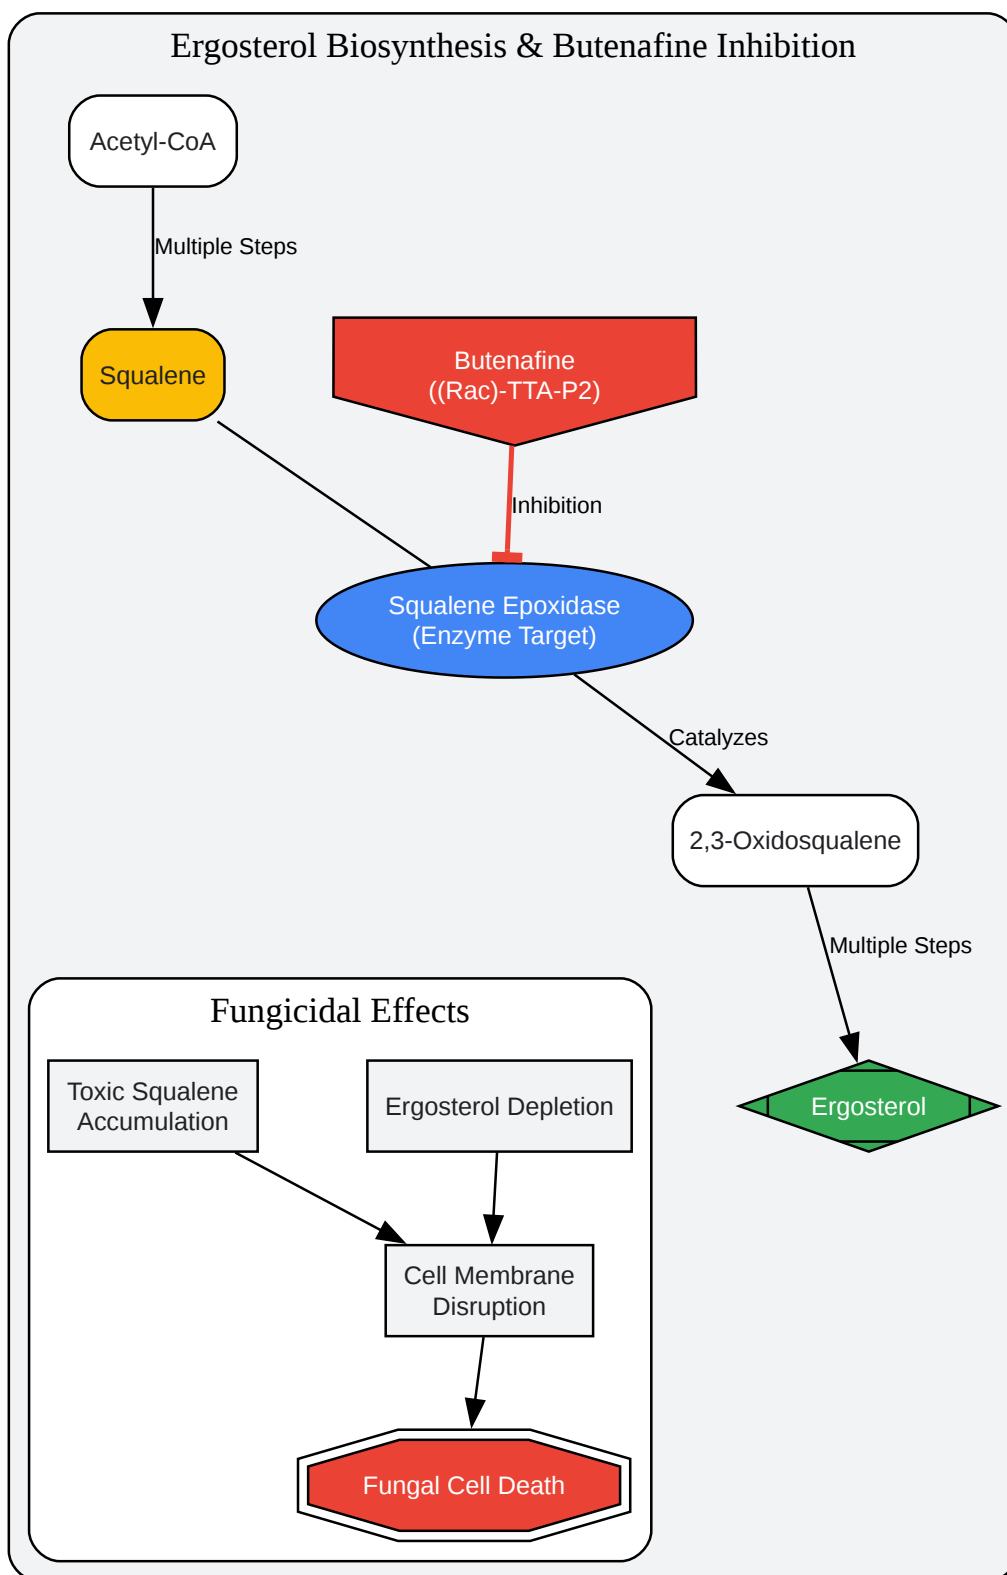 Ergosterol Biosynthesis & Butenafine Inhibition
Acetyl-CoA
Multiple Steps
Squalene
Butenafine
((Rac)-TTA-P2)
Inhibition
Squalene Epoxidase
(Enzyme Target)
Catalyzes
2,3-Oxidosqualene
Multiple Steps
Ergosterol
Fungicidal Effects
Toxic Squalene
Accumulation
Ergosterol Depletion
Cell Membrane
Disruption
Fungal Cell Death